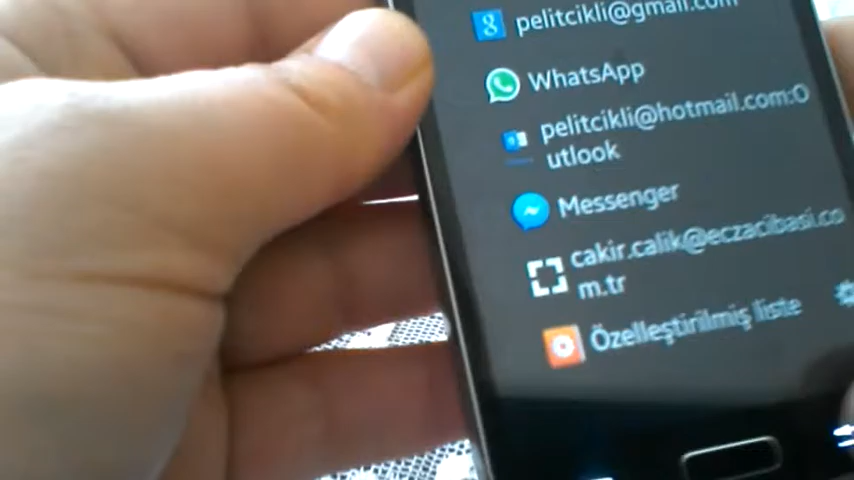 pelitcikli@gmail.com
WhatsApp
pelitcikli@hotmail.com:O
utlook
Messenger
cakir.calik@eczacibasi.co
m.tr
Özelleştirilmiş liste